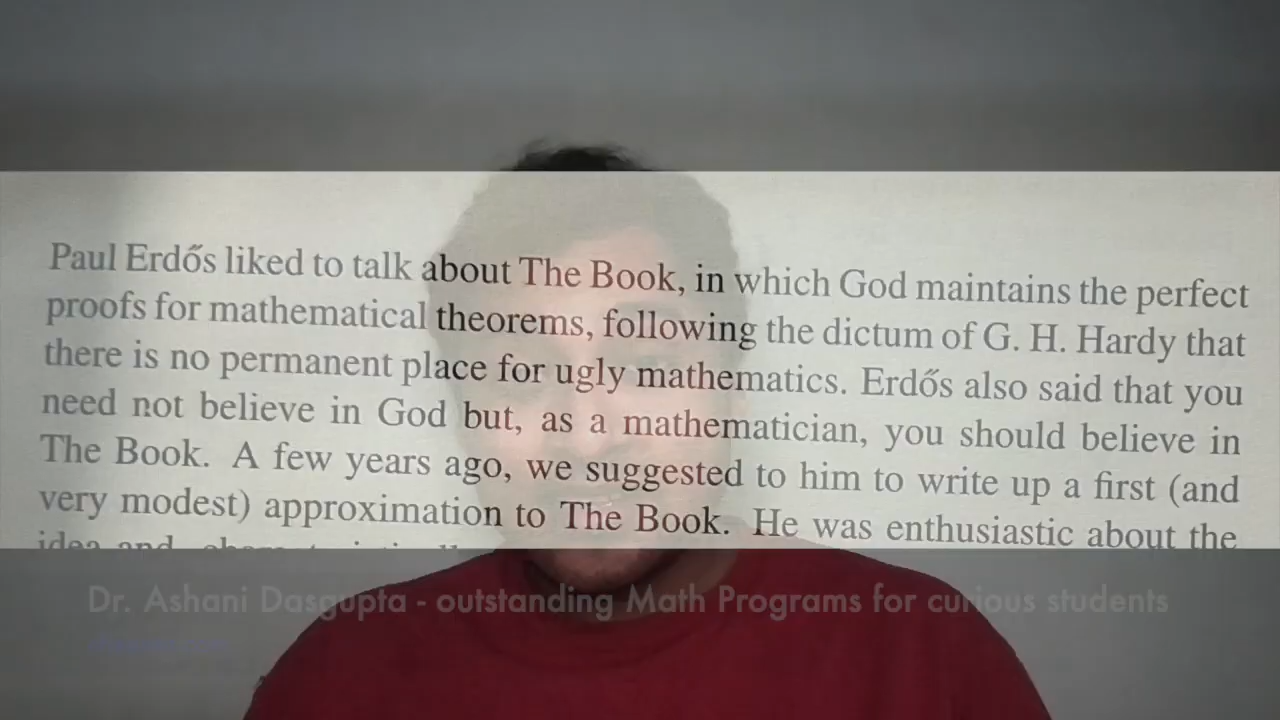 Paul Erdős liked to talk about The Book, in which God maintains the perfect
proofs for mathematical theorems, following the dictum of G. H. Hardy that
there is no permanent place for ugly mathematics. Erdős also said that you
need not believe in God but, as a mathematician, you should believe in
The Book. A few years ago, we suggested to him to write up a first (and
very modest) approximation to The Book. He was enthusiastic about the
idea and, characteristically
Dr. Ashani Dasgupta - outstanding Math Programs for curious students